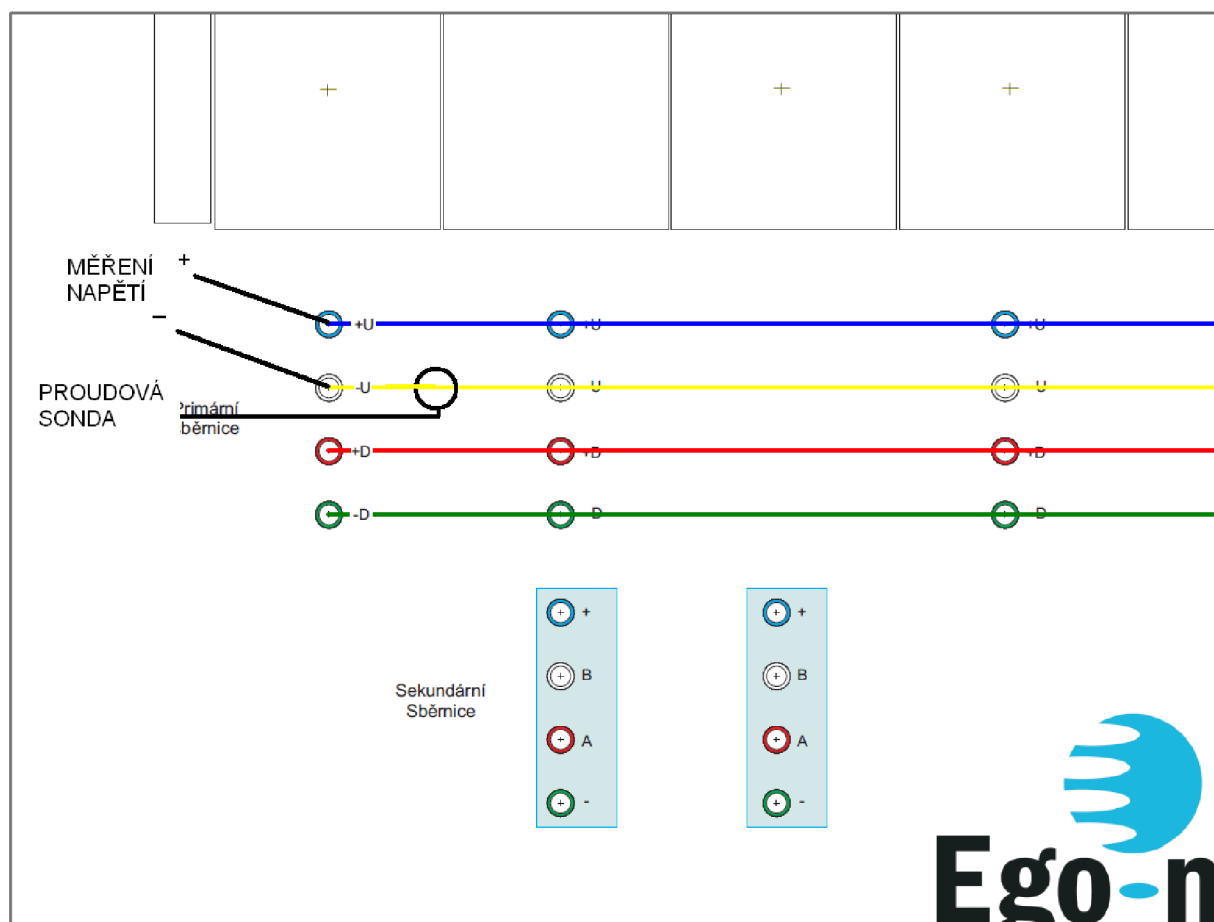 MĚŘENÍ
NAPĚTÍ
+
−
+U
+U
+U
-U
U
U
PROUDOVÁ
SONDA
Primární
sběrnice
+D
+D
+D
-D
D
D
Sekundární
Sběrnice
+
B
A
-
+
B
A
-
Ego-n